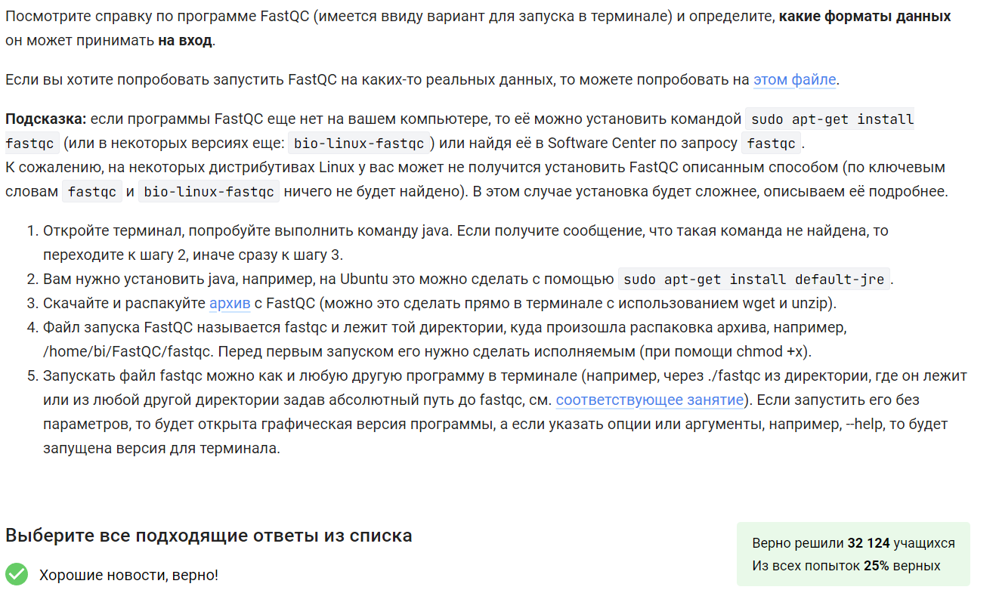 Посмотрите справку по программе FastQC (имеется ввиду вариант для запуска в терминале) и определите, какие форматы данных
он может принимать на вход.
Если вы хотите попробовать запустить FastQC на каких-то реальных данных, то можете попробовать на этом файле.
Подсказка: если программы FastQC еще нет на вашем компьютере, то её можно установить командой sudo apt-get install
fastqc (или в некоторых версиях еще: bio-linux-fastqc) или найдя её в Software Center по запросу fastqc.
К сожалению, на некоторых дистрибутивах Linux у вас может не получится установить FastQC описанным способом (по ключевым
словам fastqc и bio-linux-fastqc ничего не будет найдено). В этом случае установка будет сложнее, описываем её подробнее.
1. Откройте терминал, попробуйте выполнить команду java. Если получите сообщение, что такая команда не найдена, то
переходите к шагу 2, иначе сразу к шагу 3.
2. Вам нужно установить java, например, на Ubuntu это можно сделать с помощью sudo apt-get install default-jre.
3. Скачайте и распакуйте архив с FastQC (можно это сделать прямо в терминале с использованием wget и unzip).
4. Файл запуска FastQC называется fastqc и лежит той директории, куда произошла распаковка архива, например,
/home/bi/FastQC/fastqc. Перед первым запуском его нужно сделать исполняемым (при помощи chmod +x).
5. Запускать файл fastqc можно как и любую другую программу в терминале (например, через ./fastqc из директории, где он лежит
или из любой другой директории задав абсолютный путь до fastqc, см. соответствующее занятие). Если запустить его без
параметров, то будет открыта графическая версия программы, а если указать опции или аргументы, например, --help, то будет
запущена версия для терминала.
Выберите все подходящие ответы из списка
Верно решили 32 124 учащихся
Из всех попыток 25% верных
Хорошие новости, верно!